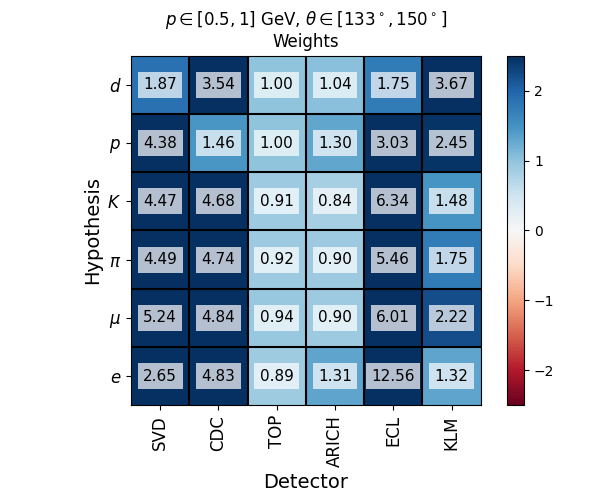 p ∈ [0.5, 1] GeV, θ ∈ [133°, 150°]
Weights
Hypothesis
d 1.87 3.54 1.00 1.04 1.75 3.67
p 4.38 1.46 1.00 1.30 3.03 2.45
K 4.47 4.68 0.91 0.84 6.34 1.48
π 4.49 4.74 0.92 0.90 5.46 1.75
μ 5.24 4.84 0.94 0.90 6.01 2.22
e 2.65 4.83 0.89 1.31 12.56 1.32
SVD CDC TOP ARICH ECL KLM
Detector
2
1
0
−1
−2